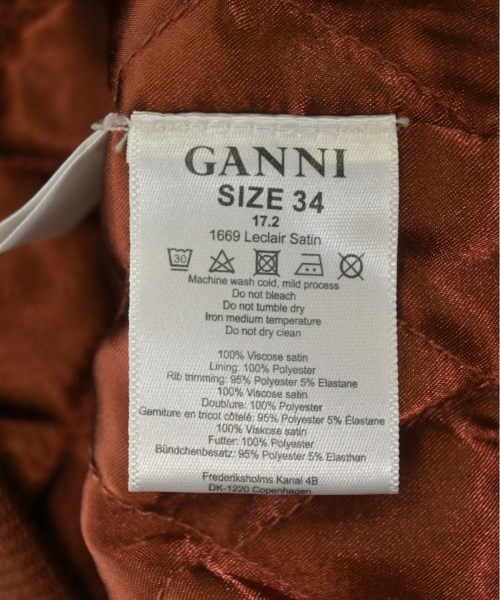 GANNI
SIZE 34
17.2
1669 Leclair Satin
30
Machine wash cold, mild process
Do not bleach
Do not tumble dry
Iron medium temperature
Do not dry clean
100% Viscose satin
Lining: 100% Polyester
Rib trimming: 95% Polyester 5% Elastane
100% Viscose satin
Doublure: 100% Polyester
Garniture en tricot côtelé: 95% Polyester 5% Élastane
100% Viskose satin
Futter: 100% Polyester
Bündchenbesatz: 95% Polyester 5% Elasthan
Frederiksholms Kanal 4B
DK-1220 Copenhagen